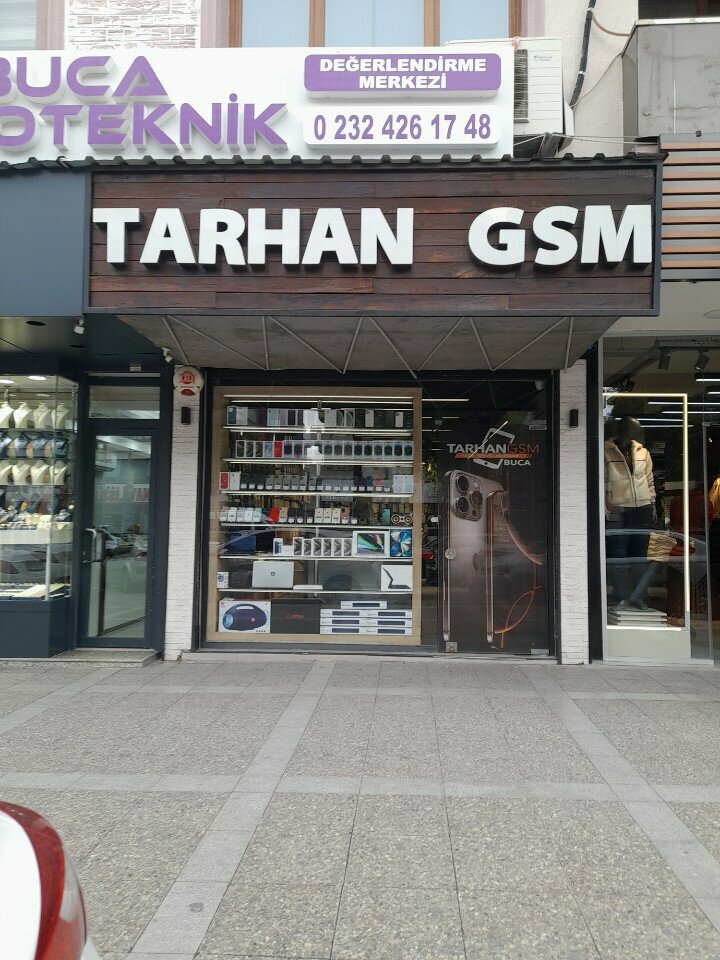 BUCA
OTEKNİK
DEĞERLENDİRME
MERKEZİ
0 232 426 17 48
TARHAN GSM
TARHANGSM
BUCA